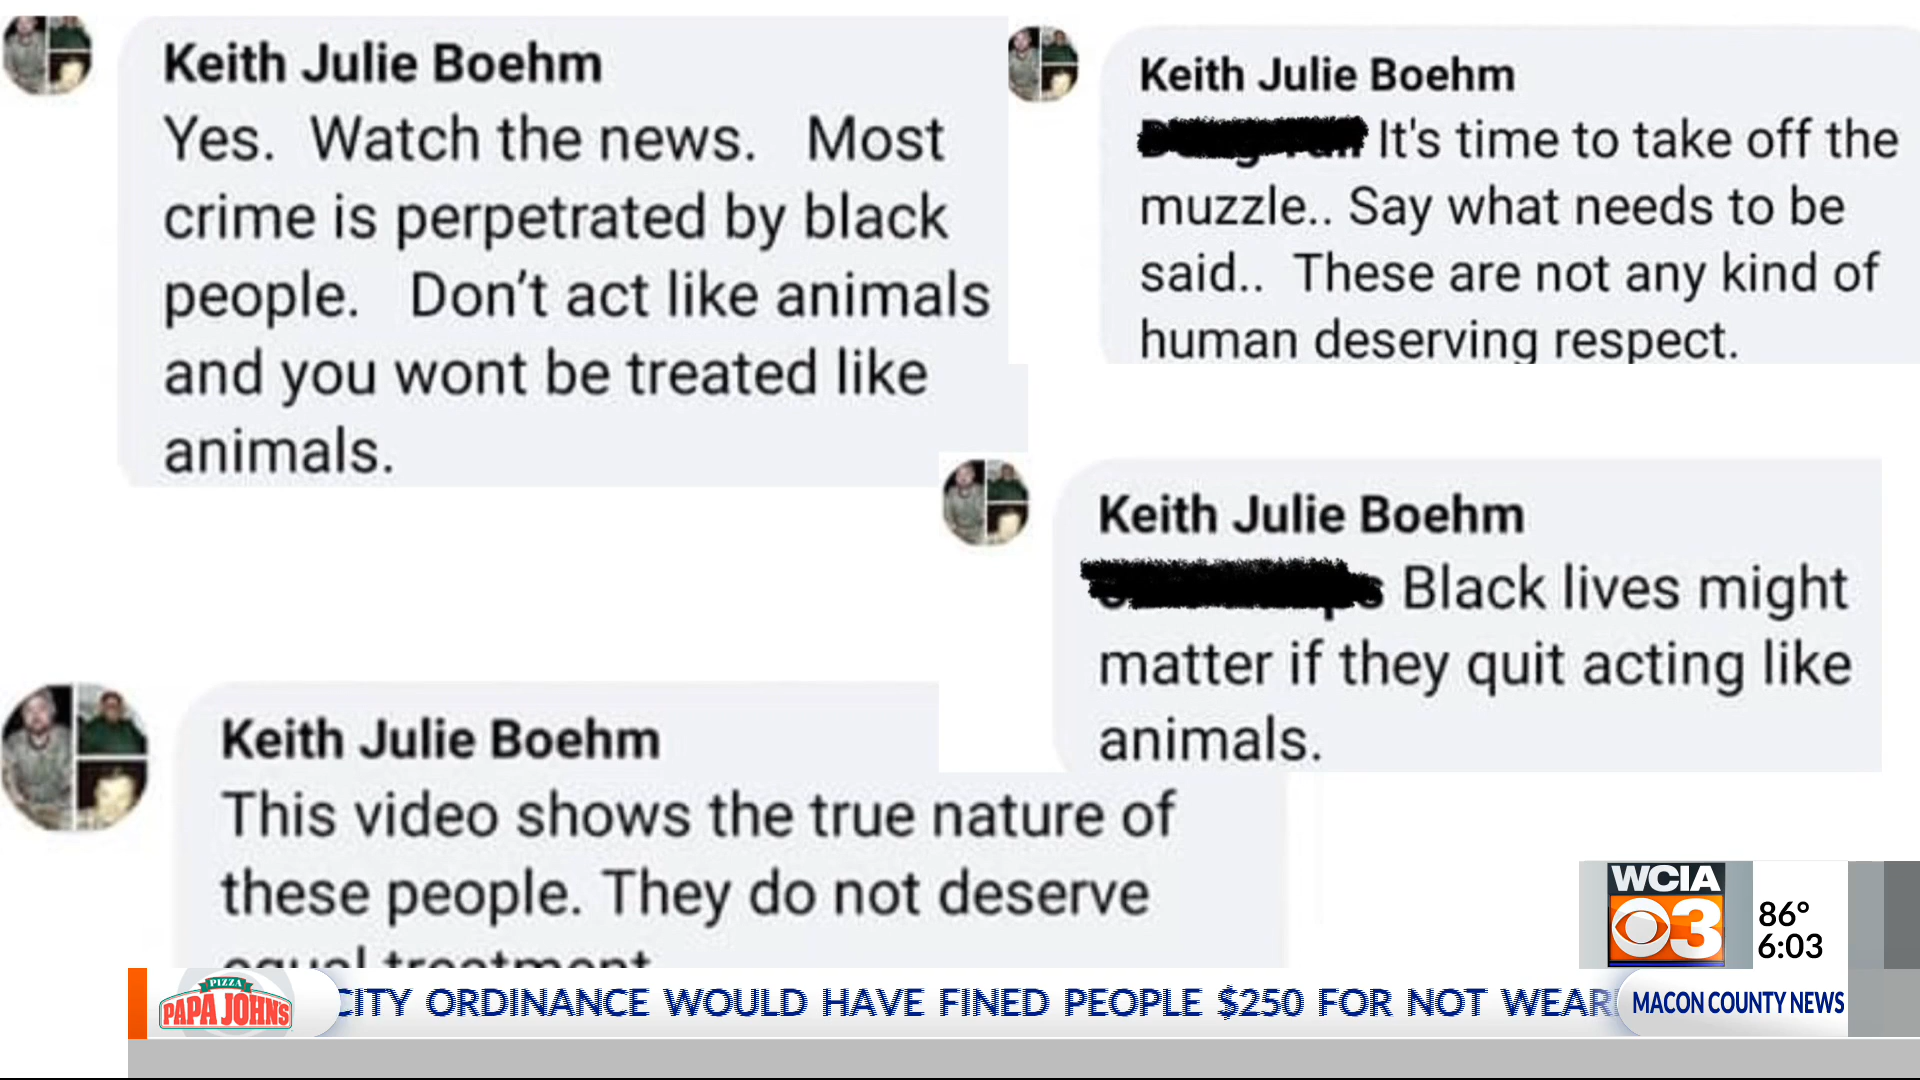 Keith Julie Boehm
Yes. Watch the news. Most
crime is perpetrated by black
people. Don't act like animals
and you wont be treated like
animals.
Keith Julie Boehm
It's time to take off the
muzzle.. Say what needs to be
said.. These are not any kind of
human deserving respect.
Keith Julie Boehm
Black lives might
matter if they quit acting like
animals.
Keith Julie Boehm
This video shows the true nature of
these people. They do not deserve
equal treatment
WCIA
3
86°
6:03
PIZZA
PAPA JOHNS
CITY ORDINANCE WOULD HAVE FINED PEOPLE $250 FOR NOT WEAR
MACON COUNTY NEWS